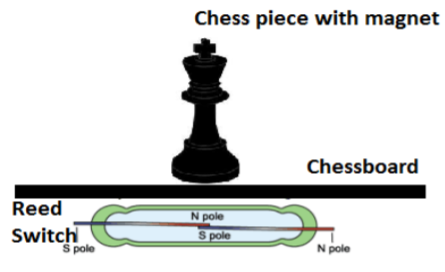 Chess piece with magnet
Chessboard
Reed
Switch
N pole
S pole
S pole
N pole